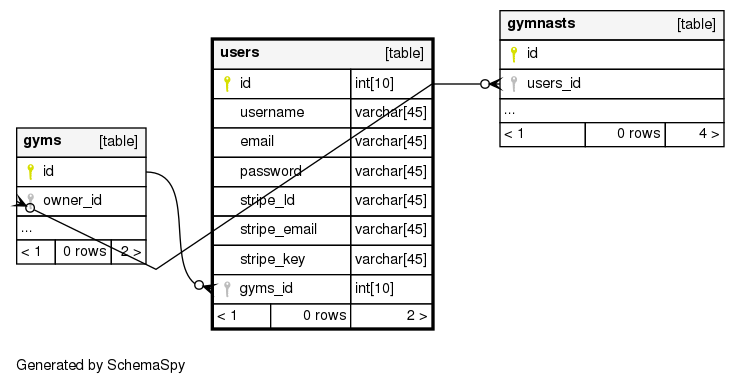 gymnasts [table]
id
users_id
...
< 1 0 rows 4 >
users [table]
id int[10]
username varchar[45]
email varchar[45]
password varchar[45]
stripe_Id varchar[45]
stripe_email varchar[45]
stripe_key varchar[45]
gyms_id int[10]
< 1 0 rows 2 >
gyms [table]
id
owner_id
...
< 1 0 rows 2 >
Generated by SchemaSpy